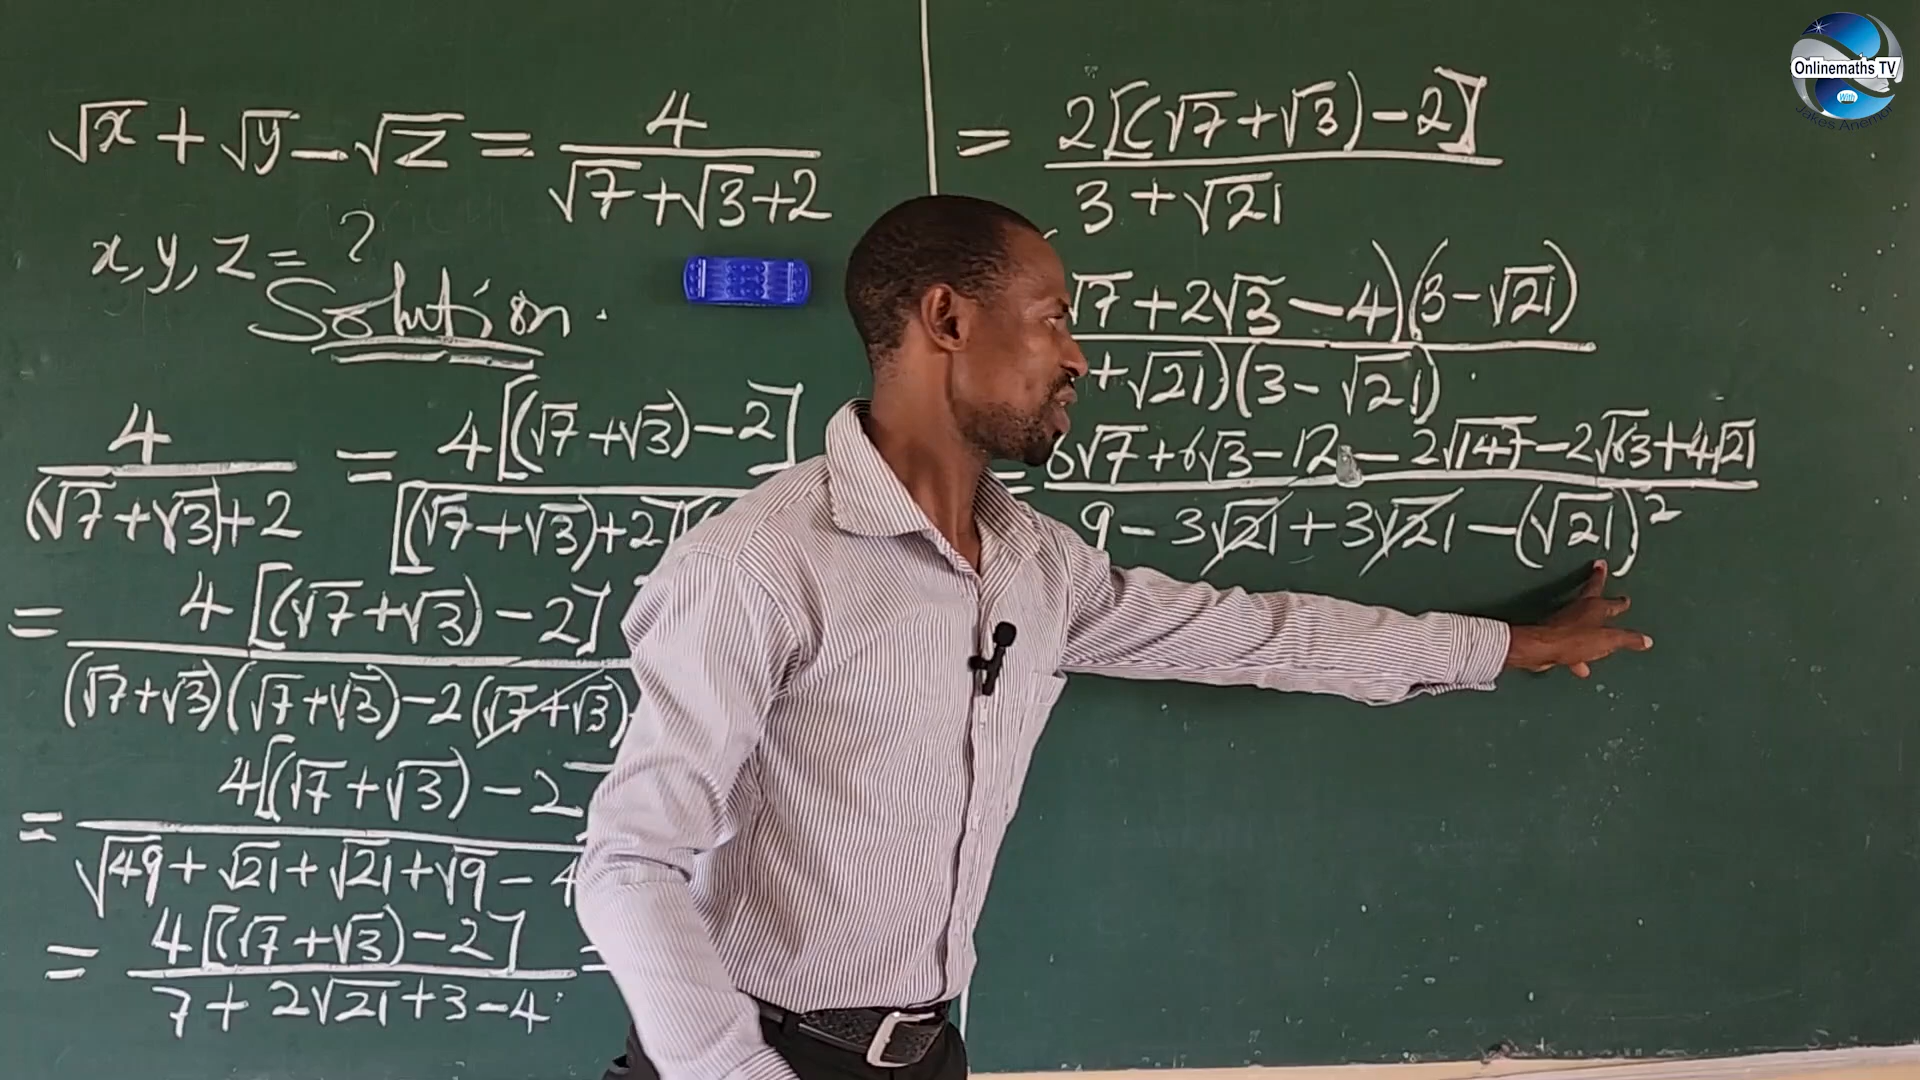 √x + √y − √z = 4/(√7 + √3 + 2)
x, y, z = ?
Solution.
4/((√7 + √3) + 2) = 4[(√7 + √3) − 2]/[(√7 + √3) + 2]
= 4[(√7 + √3) − 2]/(√7 + √3)(√7 + √3) − 2(√7 + √3)
= 4[(√7 + √3) − 2/√49 + √21 + √21 + √9 − 4
= 4[(√7 + √3) − 2]/7 + 2√21 + 3 − 4 =
= 2[(√7 + √3) − 2]/3 + √21
√7 + 2√3 − 4)(3 − √21)/+ √21)(3 − √21)
= 6√7 + 6√3 − 12 − 2√147 − 2√63 + 4√21/9 − 3√21 + 3√21 − (√21)²
Onlinemaths TV
With
Jakes Anemo